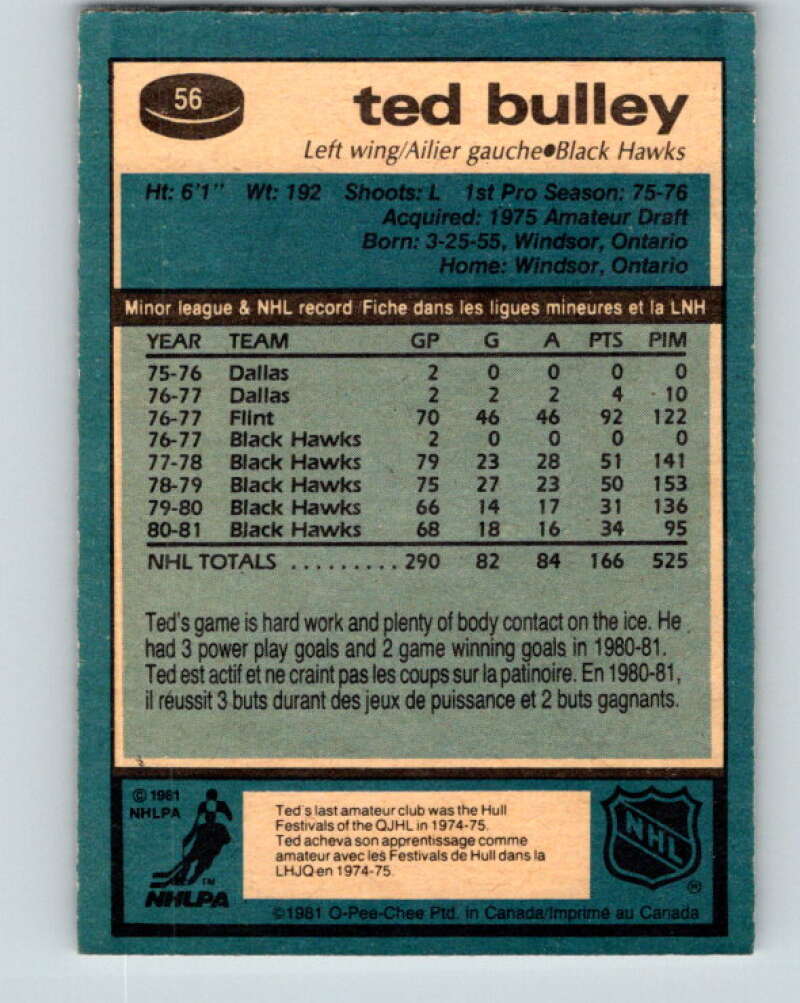 56
ted bulley
Left wing/Ailier gauche●Black Hawks
Ht: 6'1" Wt: 192 Shoots: L 1st Pro Season: 75-76
Acquired: 1975 Amateur Draft
Born: 3-25-55, Windsor, Ontario
Home: Windsor, Ontario
Minor league & NHL record Fiche dans les ligues mineures et la LNH
YEAR TEAM GP G A PTS PIM
75-76 Dallas 2 0 0 0 0
76-77 Dallas 2 2 2 4 10
76-77 Flint 70 46 46 92 122
76-77 Black Hawks 2 0 0 0 0
77-78 Black Hawks 79 23 28 51 141
78-79 Black Hawks 75 27 23 50 153
79-80 Black Hawks 66 14 17 31 136
80-81 Black Hawks 68 18 16 34 95
NHL TOTALS .......... 290 82 84 166 525
Ted's game is hard work and plenty of body contact on the ice. He
had 3 power play goals and 2 game winning goals in 1980-81.
Ted est actif et ne craint pas les coups sur la patinoire. En 1980-81,
il réussit 3 buts durant des jeux de puissance et 2 buts gagnants.
© 1981
NHLPA
TM
NHLPA
Ted's last amateur club was the Hull
Festivals of the QJHL in 1974-75.
Ted acheva son apprentissage comme
amateur avec les Festivals de Hull dans la
LHJQ en 1974-75.
NHL
®
©1981 O-Pee-Chee Ptd. in Canada/Imprimé au Canada